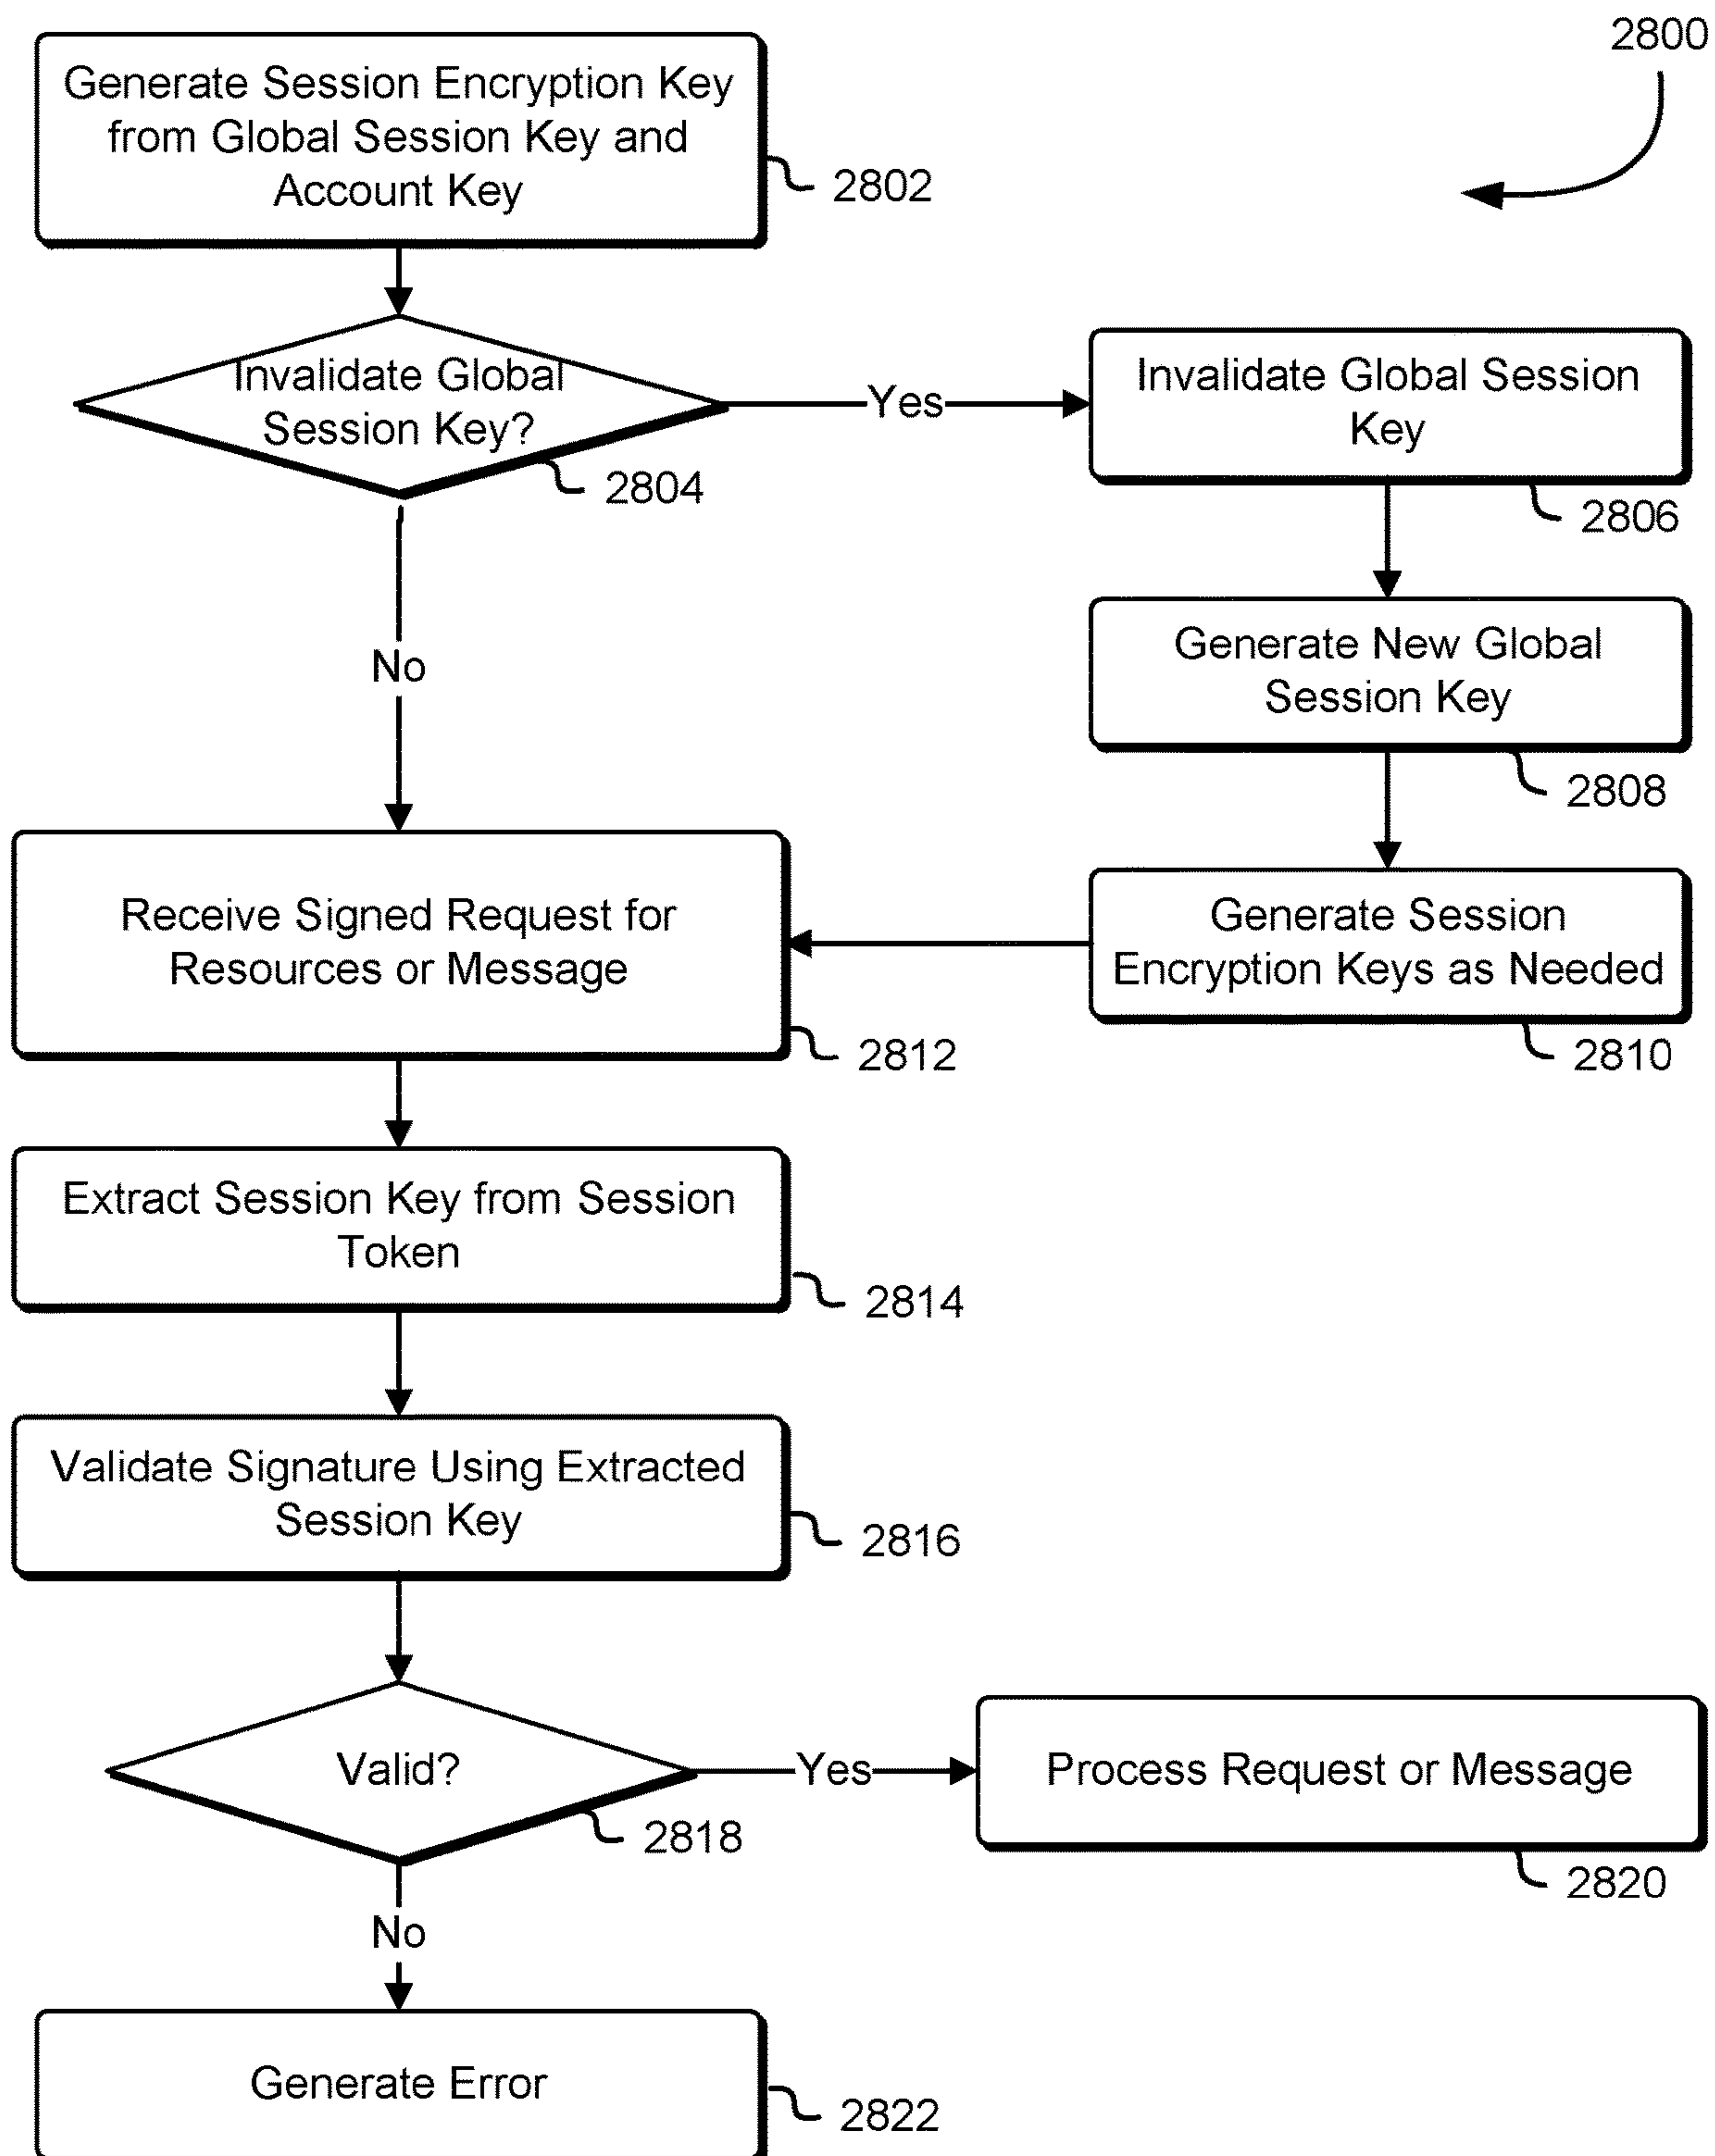 2800
Generate Session Encryption Key
from Global Session Key and
Account Key
2802
Invalidate Global
Session Key?
2804
Yes
Invalidate Global Session
Key
2806
No
Generate New Global
Session Key
2808
Receive Signed Request for
Resources or Message
2812
Generate Session
Encryption Keys as Needed
2810
Extract Session Key from Session
Token
2814
Validate Signature Using Extracted
Session Key
2816
Valid?
2818
Yes
Process Request or Message
2820
No
Generate Error
2822